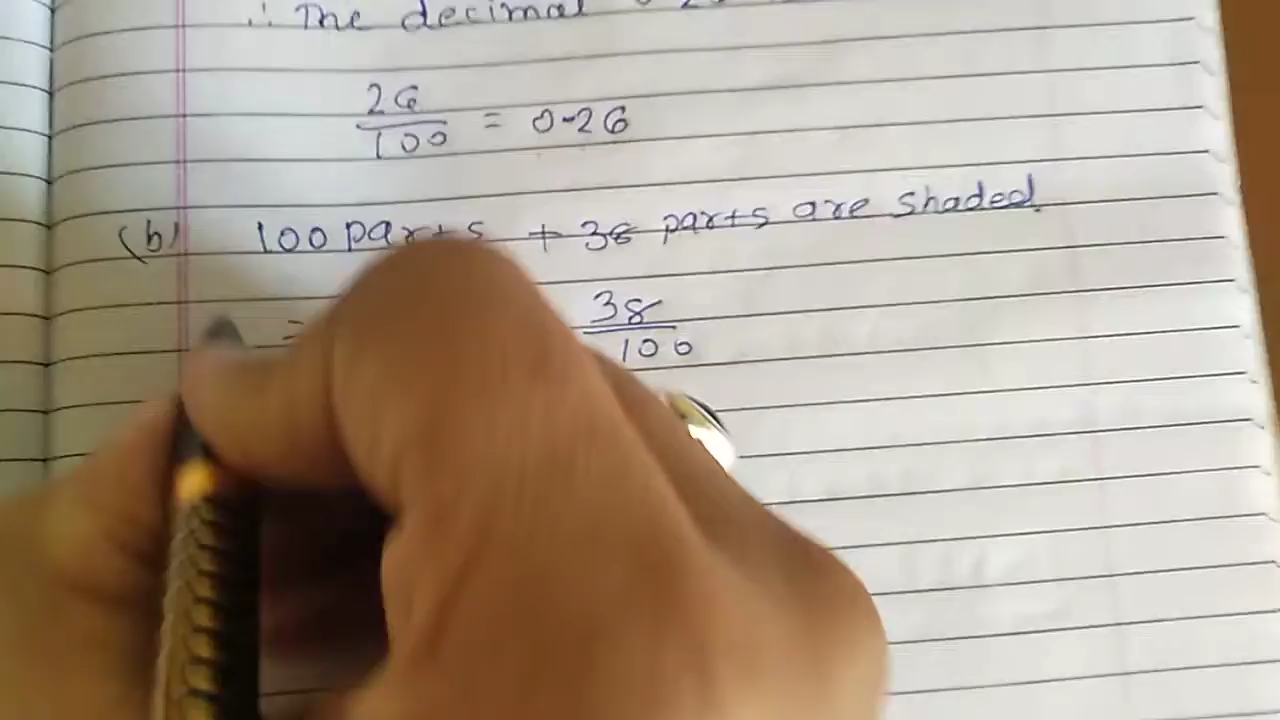 ∴ The decimal
26
100 = 0.26
(b) 100 parts + 38 parts are shaded.
=
38
100